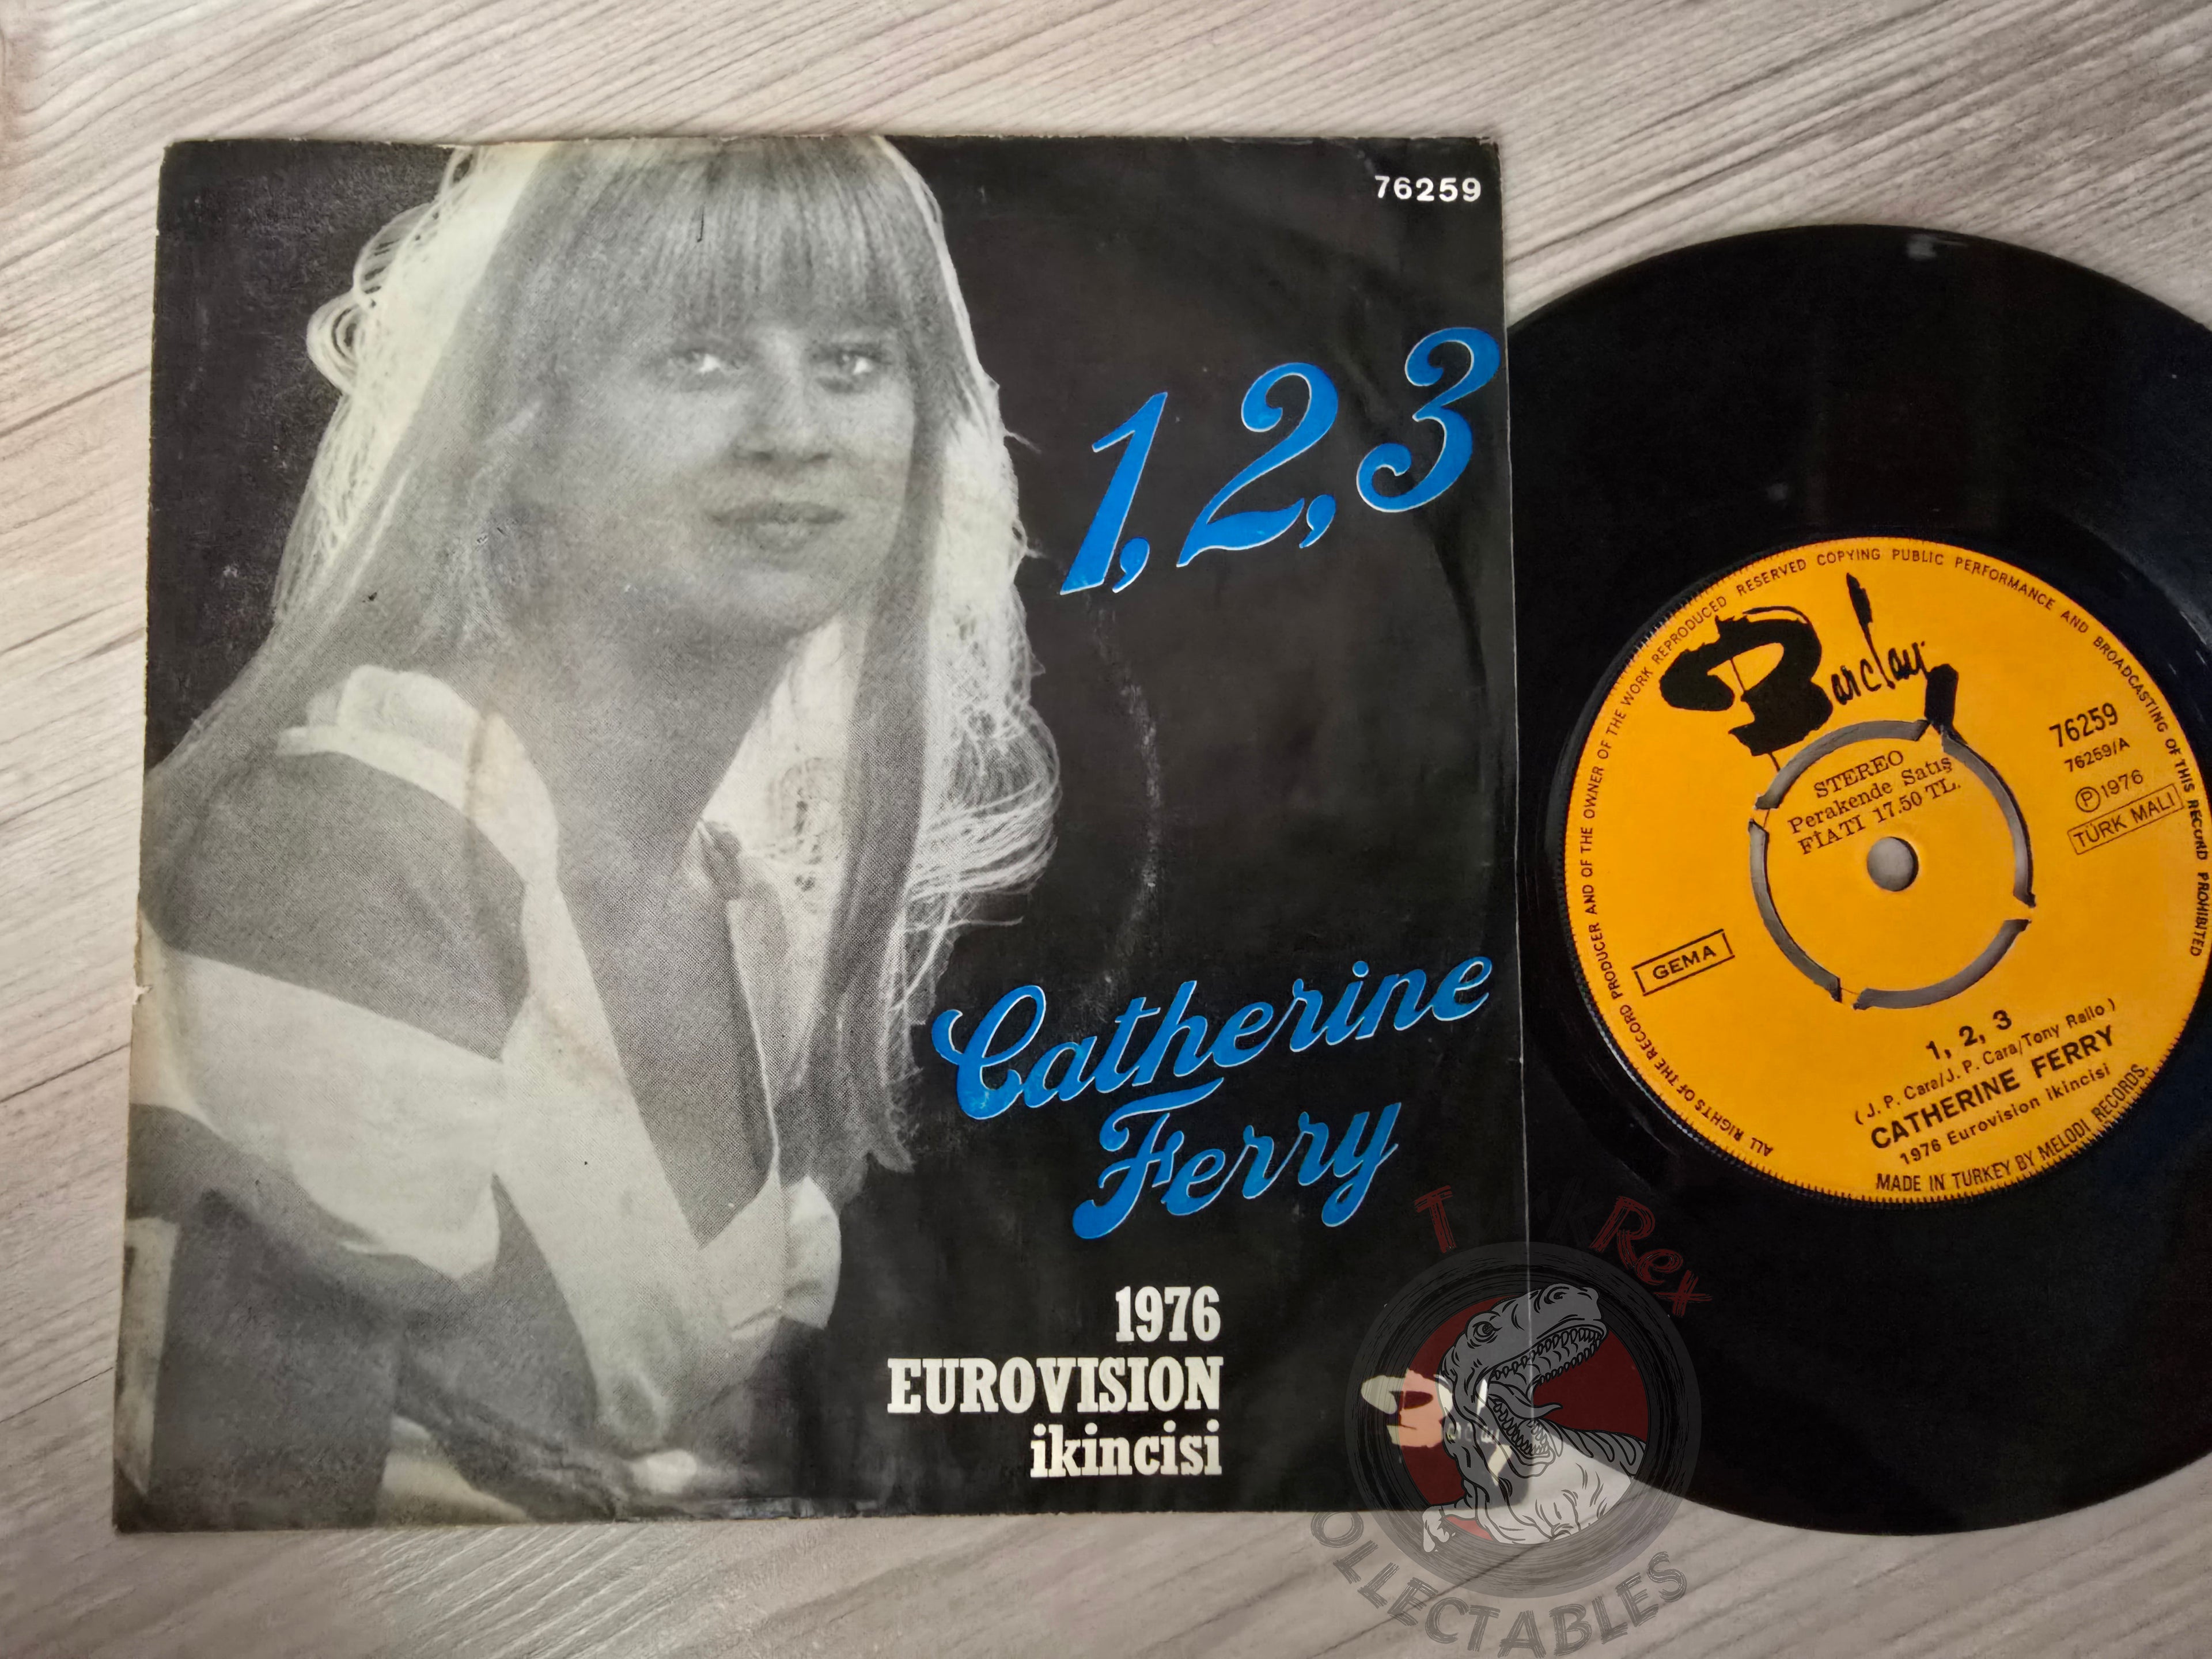 76259
1, 2, 3
Catherine
Ferry
1976
EUROVISION
ikincisi
Barclay
ALL RIGHTS OF THE RECORD PRODUCER AND OF THE OWNER OF THE WORK REPRODUCED RESERVED COPYING PUBLIC PERFORMANCE AND BROADCASTING OF THIS RECORD PROHIBITED
Barclay
STEREO
Perakende Satış
FİATI 17.50 TL.
76259
76259/A
Ⓟ1976
TÜRK MALI
GEMA
1, 2, 3
( J. P. Cara/J. P. Cara/Tony Rallo )
CATHERINE FERRY
1976 Eurovision ikincisi
MADE IN TURKEY BY MELODI RECORDS.
Rex
OLLECTABLES